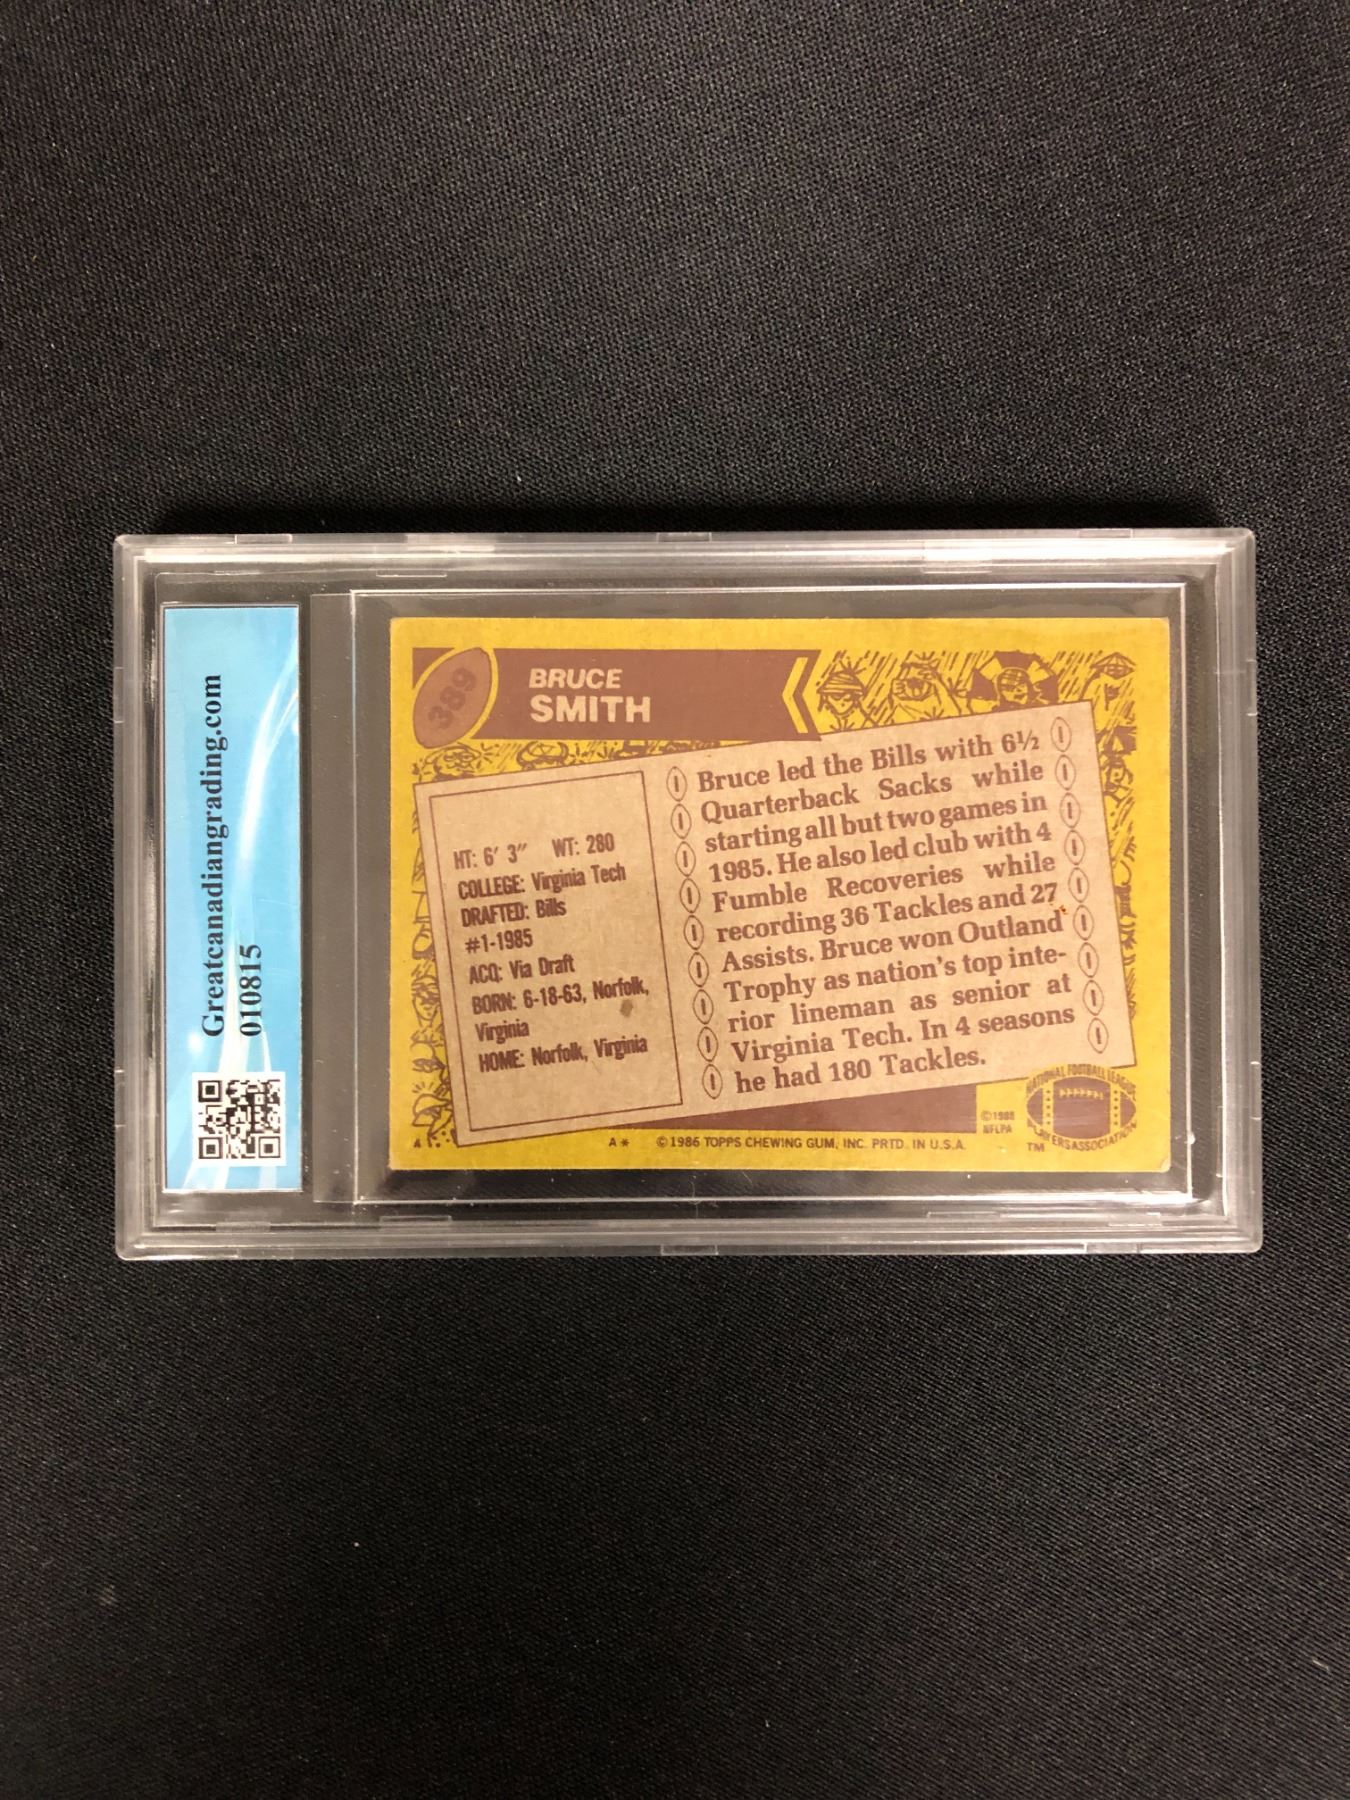 Greatcanadiangrading.com
010815
389
BRUCE
SMITH
HT: 6' 3" WT: 280
COLLEGE: Virginia Tech
DRAFTED: Bills
#1-1985
ACQ: Via Draft
BORN: 6-18-63, Norfolk,
Virginia
HOME: Norfolk, Virginia
Bruce led the Bills with 6½
Quarterback Sacks while
starting all but two games in
1985. He also led club with 4
Fumble Recoveries while
recording 36 Tackles and 27
Assists. Bruce won Outland
Trophy as nation's top inte-
rior lineman as senior at
Virginia Tech. In 4 seasons
he had 180 Tackles.
A A* ©1986 TOPPS CHEWING GUM, INC. PRTD. IN U.S.A.
©1986
NFLPA
NATIONAL FOOTBALL LEAGUE
PLAYERS ASSOCIATION
TM